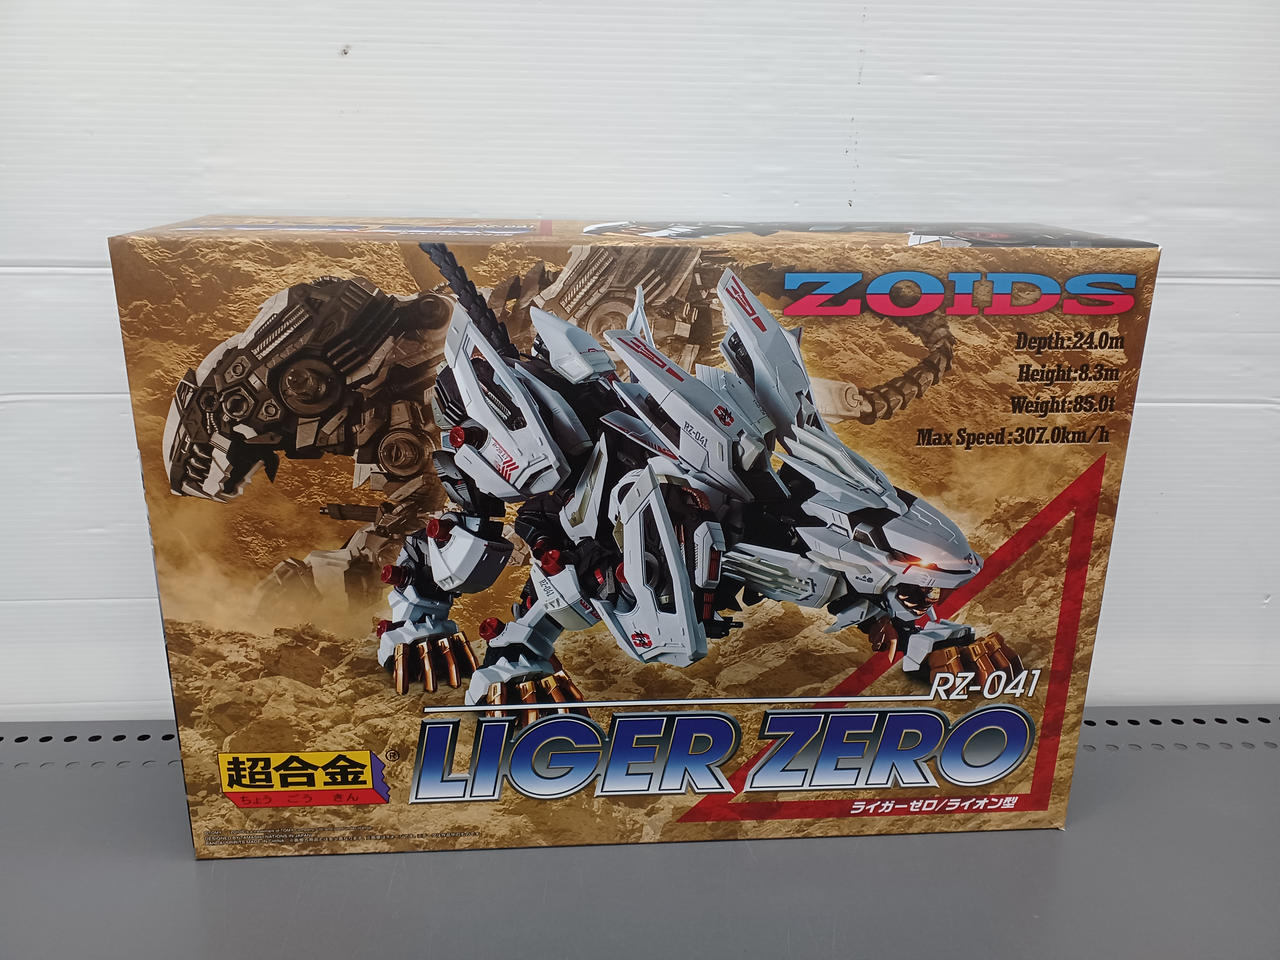 ZOIDS
Depth:24.0m
Height:8.3m
Weight:85.0t
Max Speed:307.0km/h
RZ-041
RZ-041
RZ-041
LIGER ZERO
ライガーゼロ/ライオン型
超合金
ちょう ごう きん
®